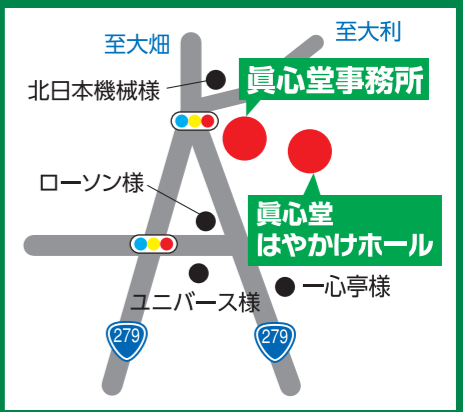 至大畑
至大利
北日本機械様
眞心堂事務所
ローソン様
眞心堂
はやかけホール
一心亭様
ユニバース様
279
279